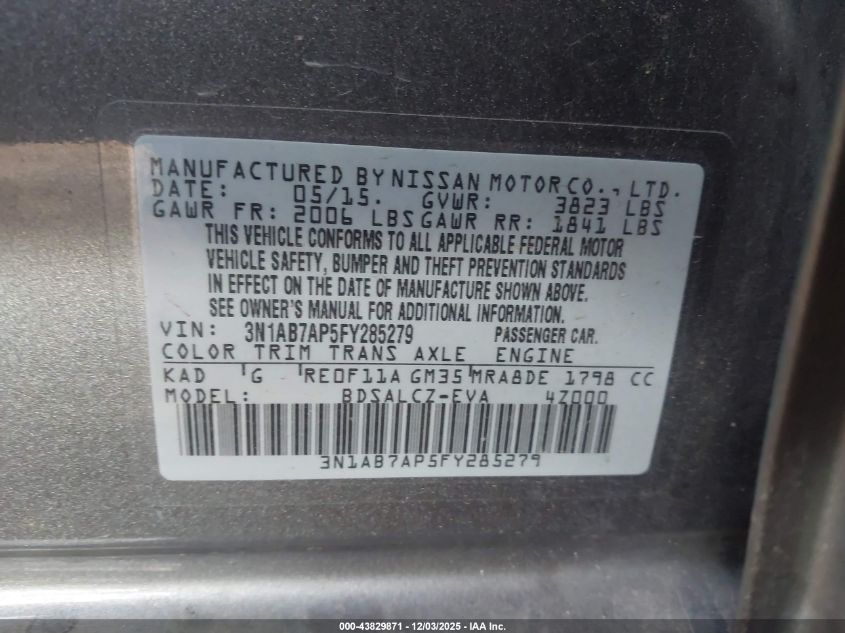 MANUFACTURED BY NISSAN MOTOR CO., LTD.
DATE: 05/15. GVWR: 3823 LBS
GAWR FR: 2006 LBS GAWR RR: 1841 LBS
THIS VEHICLE CONFORMS TO ALL APPLICABLE FEDERAL MOTOR
VEHICLE SAFETY, BUMPER AND THEFT PREVENTION STANDARDS
IN EFFECT ON THE DATE OF MANUFACTURE SHOWN ABOVE.
SEE OWNER'S MANUAL FOR ADDITIONAL INFORMATION.
VIN: 3N1AB7AP5FY285279 PASSENGER CAR.
COLOR TRIM TRANS AXLE ENGINE
KAD G RE0F11A GM35 MRA8DE 1798 CC
MODEL: BDSALCZ-EVA 4Z000
3N1AB7AP5FY285279
000-43829871 - 12/03/2025 - IAA Inc.